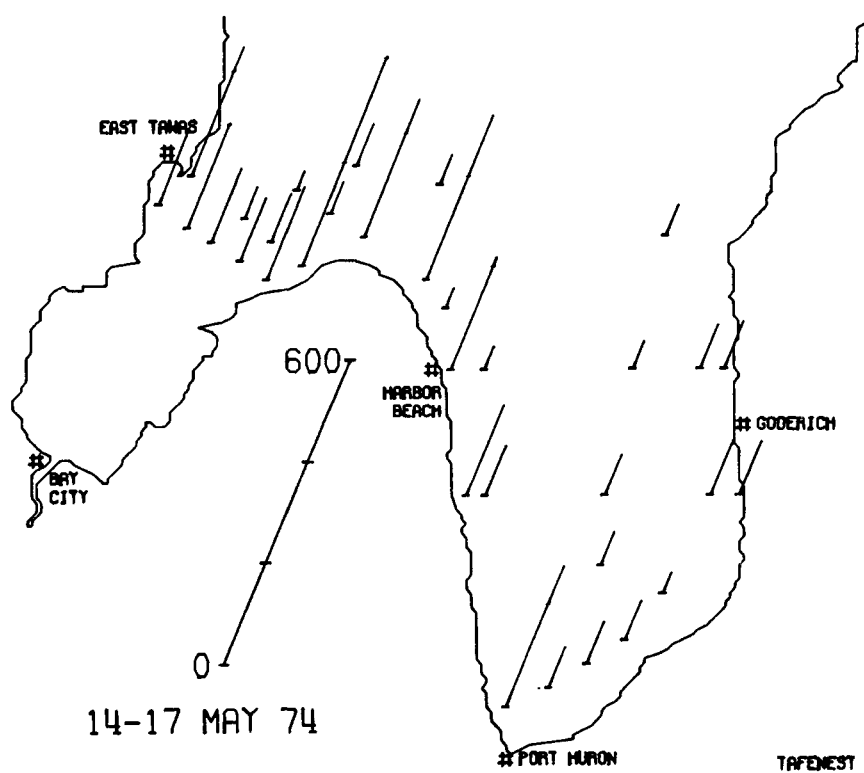 EAST TAWAS
#
600
#
HARBOR
BEACH
# GODERICH
#
BAY
CITY
0
14-17 MAY 74
# PORT HURON
TAFENEST